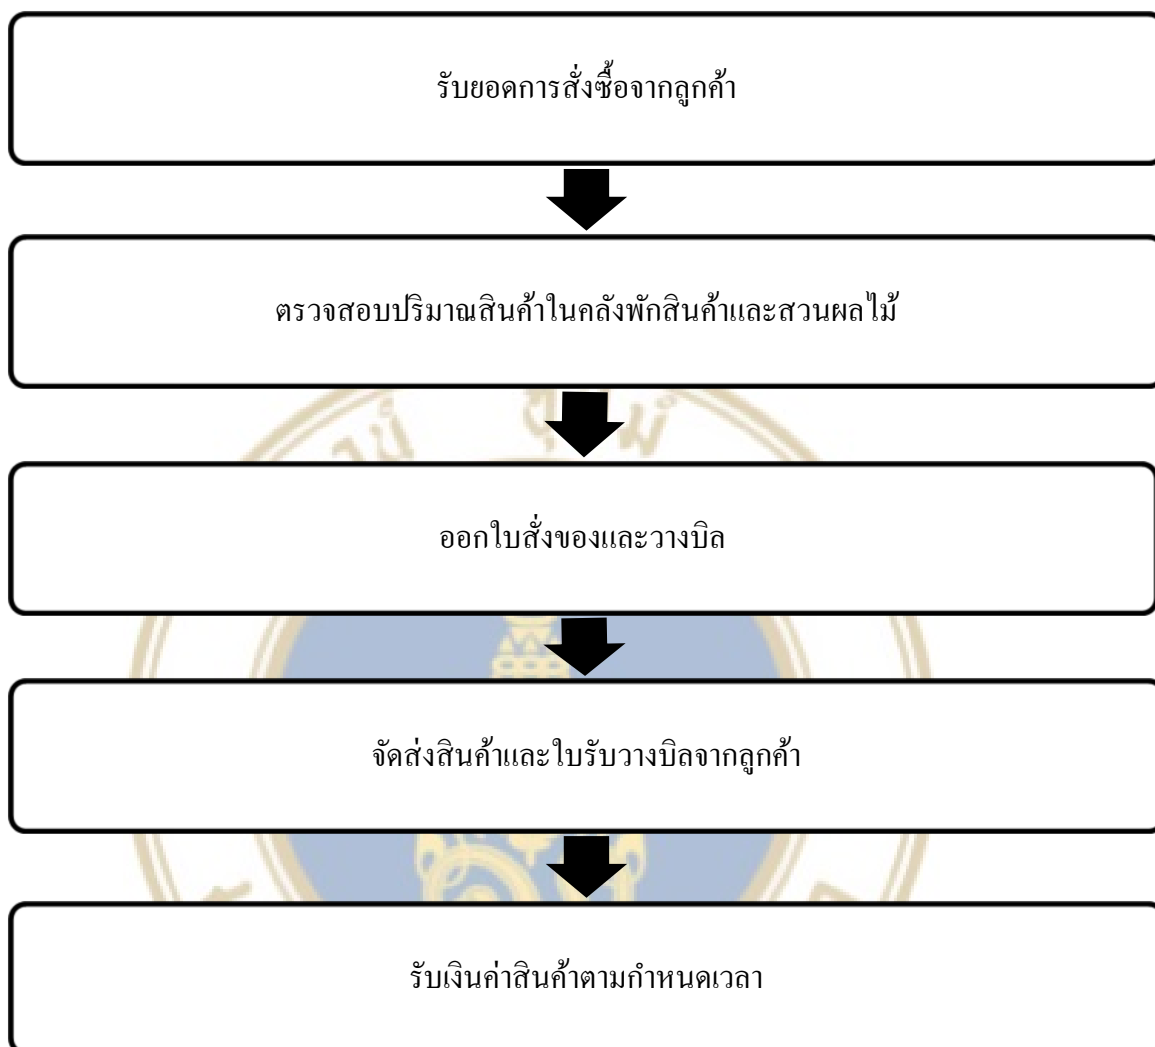 รับยอดการสั่งซื้อจากลูกค้า
ตรวจสอบปริมาณสินค้าในคลังพักสินค้าและสวนผลไม้
ออกใบสั่งของและวางบิล
จัดส่งสินค้าและใบรับวางบิลจากลูกค้า
รับเงินค่าสินค้าตามกำหนดเวลา